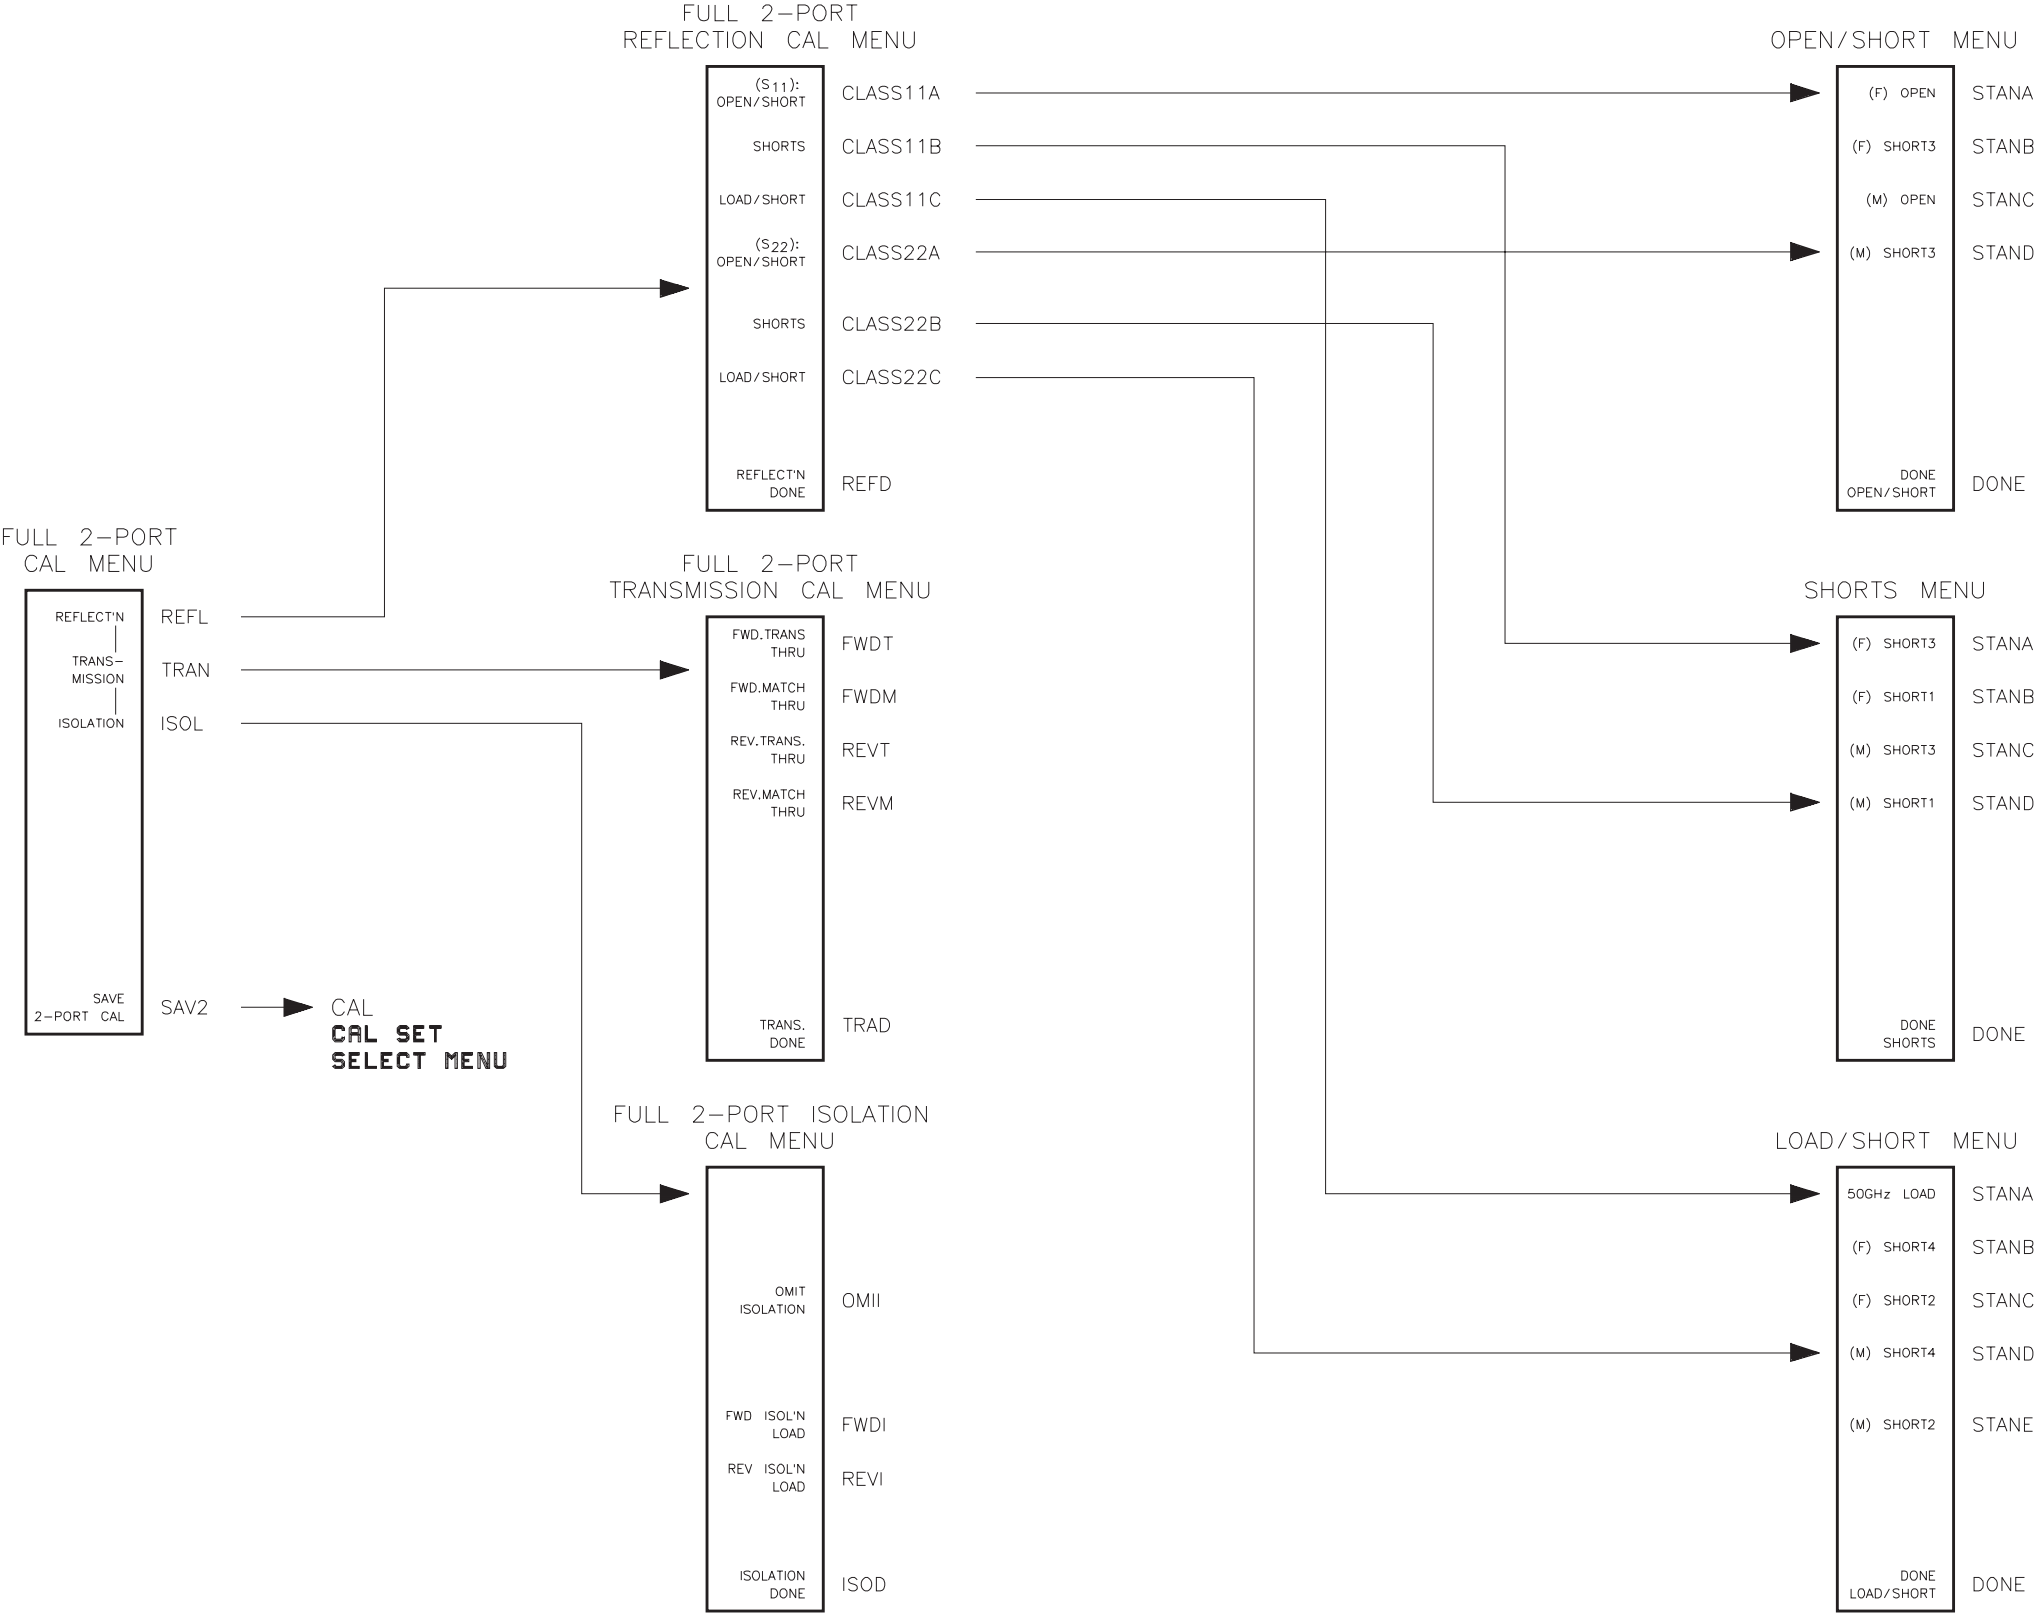 FULL 2-PORT
CAL MENU
REFLECT'N REFL
TRANS-
MISSION TRAN
ISOLATION ISOL
SAVE
2-PORT CAL SAV2
CAL
CAL SET
SELECT MENU
FULL 2-PORT
REFLECTION CAL MENU
(S11):
OPEN/SHORT CLASS11A
SHORTS CLASS11B
LOAD/SHORT CLASS11C
(S22):
OPEN/SHORT CLASS22A
SHORTS CLASS22B
LOAD/SHORT CLASS22C
REFLECT'N
DONE REFD
FULL 2-PORT
TRANSMISSION CAL MENU
FWD.TRANS
THRU FWDT
FWD.MATCH
THRU FWDM
REV.TRANS.
THRU REVT
REV.MATCH
THRU REVM
TRANS.
DONE TRAD
FULL 2-PORT ISOLATION
CAL MENU
OMIT
ISOLATION OMII
FWD ISOL'N
LOAD FWDI
REV ISOL'N
LOAD REVI
ISOLATION
DONE ISOD
OPEN/SHORT MENU
(F) OPEN STANA
(F) SHORT3 STANB
(M) OPEN STANC
(M) SHORT3 STAND
DONE
OPEN/SHORT DONE
SHORTS MENU
(F) SHORT3 STANA
(F) SHORT1 STANB
(M) SHORT3 STANC
(M) SHORT1 STAND
DONE
SHORTS DONE
LOAD/SHORT MENU
50GHz LOAD STANA
(F) SHORT4 STANB
(F) SHORT2 STANC
(M) SHORT4 STAND
(M) SHORT2 STANE
DONE
LOAD/SHORT DONE